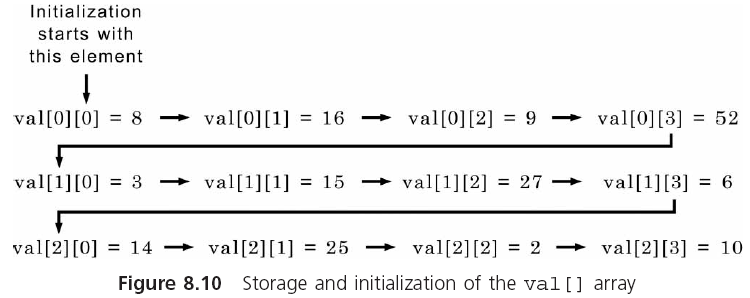 Initialization
starts with
this element
val[0][0] = 8 → val[0][1] = 16 → val[0][2] = 9 → val[0][3] = 52
val[1][0] = 3 → val[1][1] = 15 → val[1][2] = 27 → val[1][3] = 6
val[2][0] = 14 → val[2][1] = 25 → val[2][2] = 2 → val[2][3] = 10
Figure 8.10 Storage and initialization of the val[] array